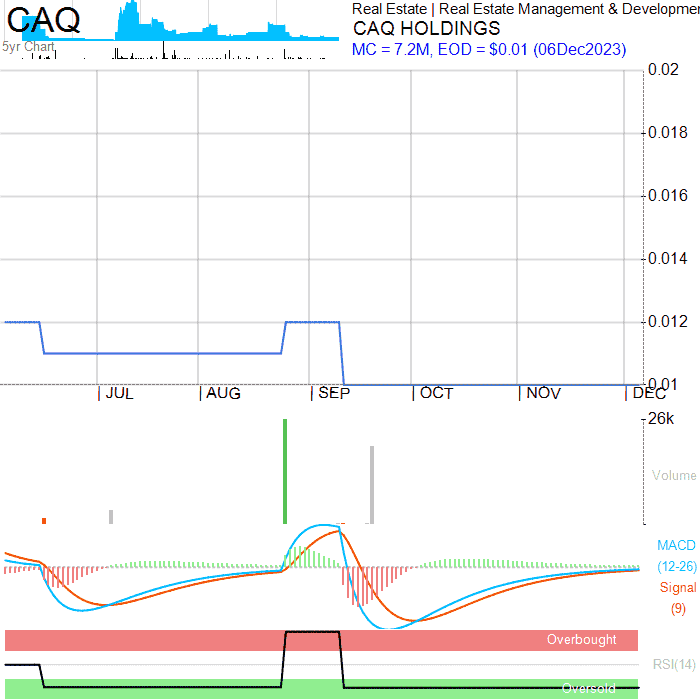 CAQ
5yr Chart
Real Estate | Real Estate Management & Developmen
CAQ HOLDINGS
MC = 7.2M, EOD = $0.01 (06Dec2023)
0.02
0.018
0.016
0.014
0.012
0.01
JUL AUG SEP OCT NOV DEC
26k
Volume
MACD
(12-26)
Signal
(9)
Overbought
RSI(14)
Oversold